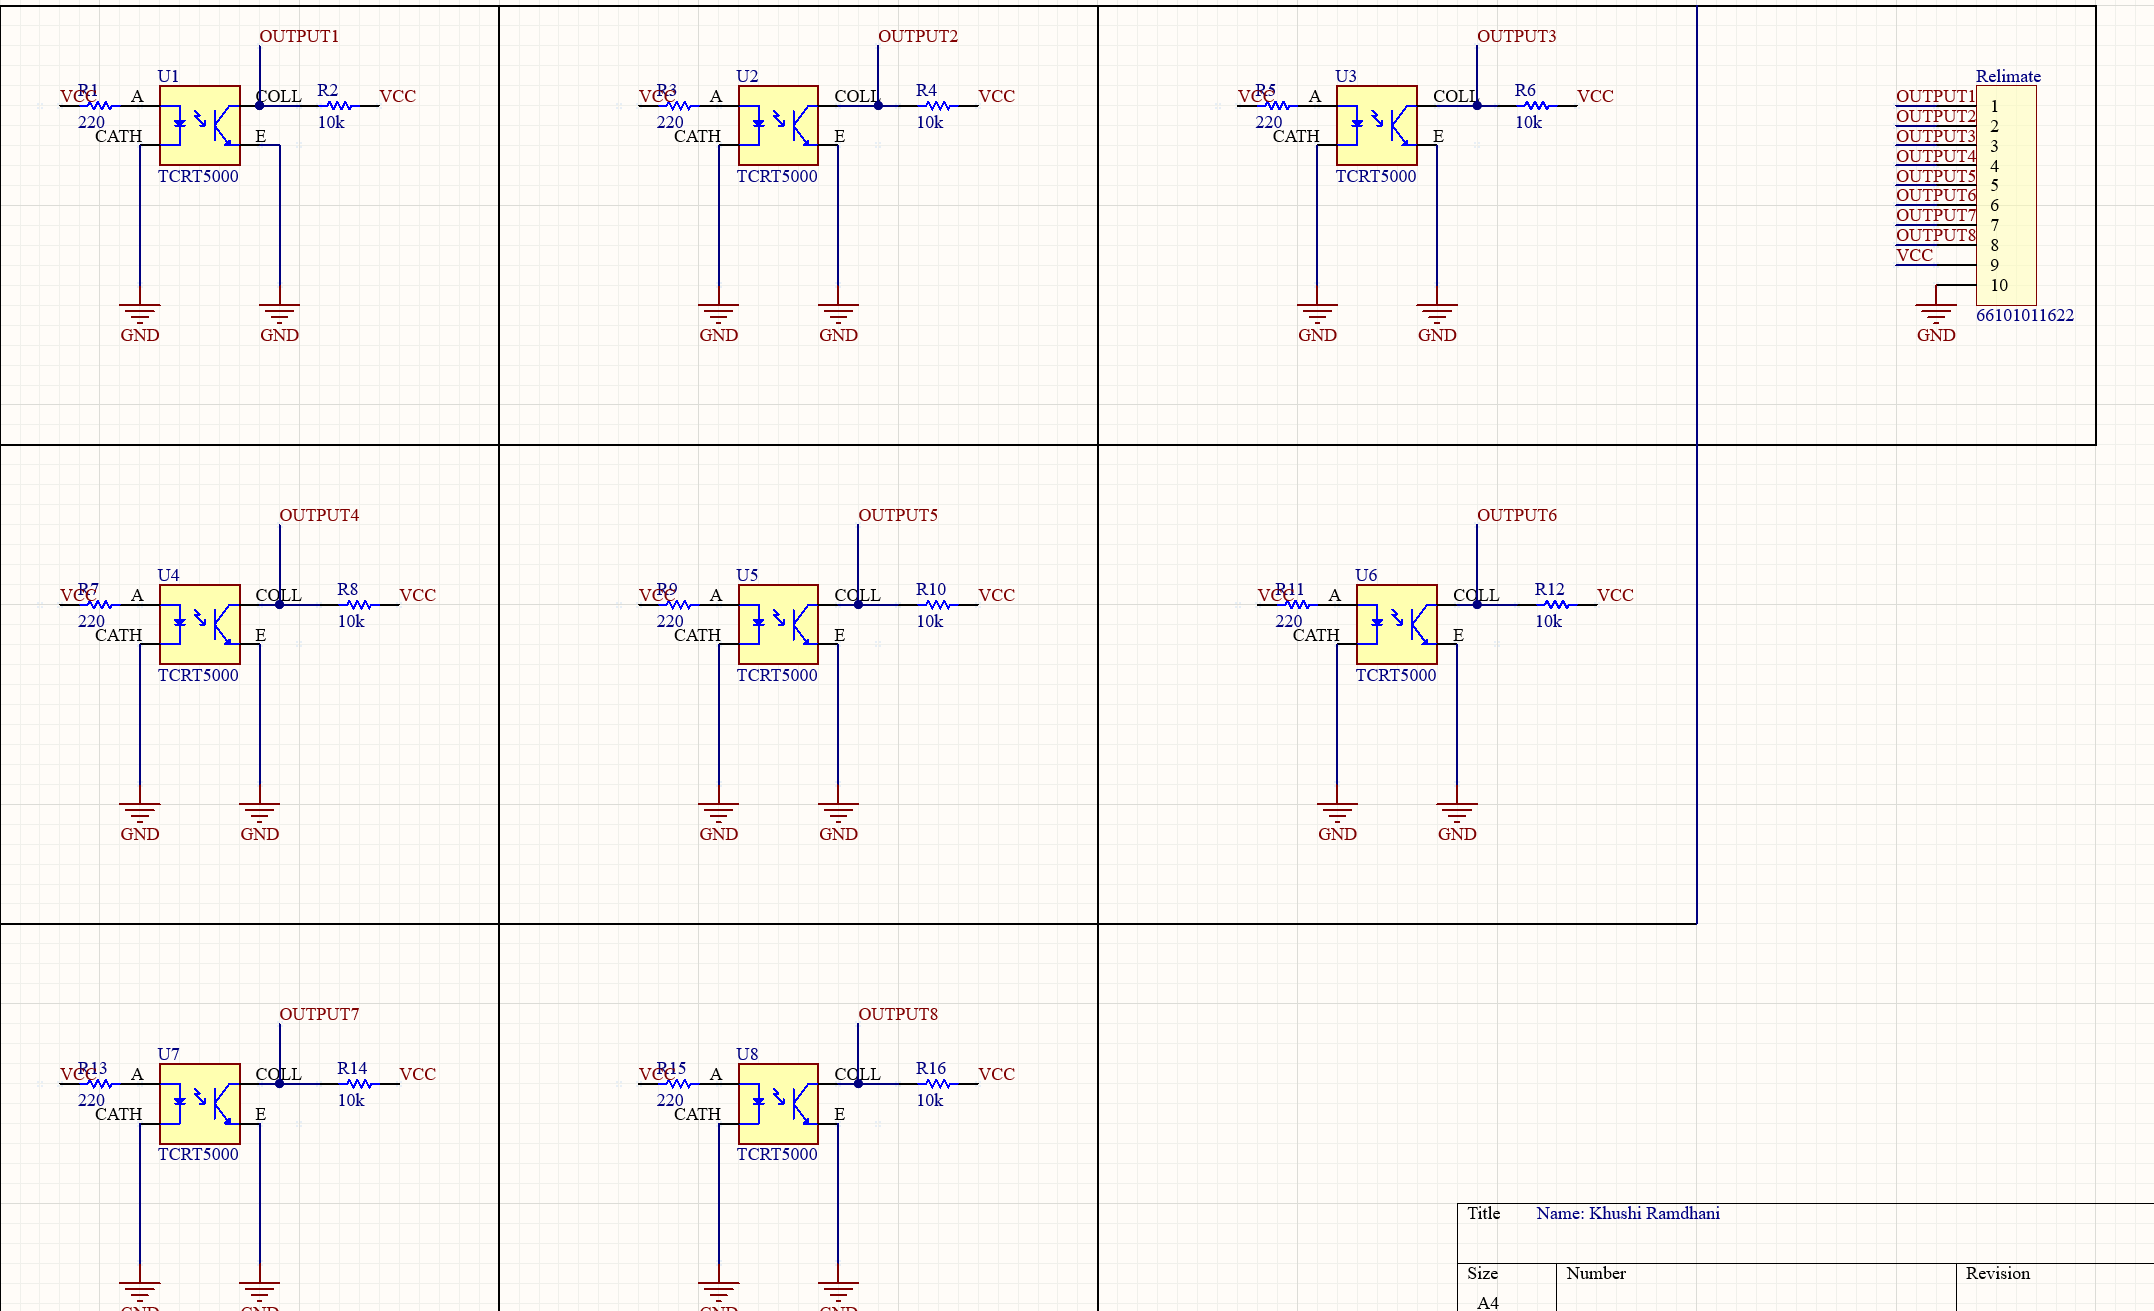 OUTPUT1
U1
VCC
R1
A
COLL
R2
VCC
220
10k
CATH
E
TCRT5000
GND
GND
OUTPUT2
U2
VCC
R3
A
COLL
R4
VCC
220
10k
CATH
E
TCRT5000
GND
GND
OUTPUT3
U3
VCC
R5
A
COLL
R6
VCC
220
10k
CATH
E
TCRT5000
GND
GND
Relimate
OUTPUT1 1
OUTPUT2 2
OUTPUT3 3
OUTPUT4 4
OUTPUT5 5
OUTPUT6 6
OUTPUT7 7
OUTPUT8 8
VCC 9
10
66101011622
GND
OUTPUT4
U4
VCC
R7
A
COLL
R8
VCC
220
10k
CATH
E
TCRT5000
GND
GND
OUTPUT5
U5
VCC
R9
A
COLL
R10
VCC
220
10k
CATH
E
TCRT5000
GND
GND
OUTPUT6
U6
VCC
R11
A
COLL
R12
VCC
220
10k
CATH
E
TCRT5000
GND
GND
OUTPUT7
U7
VCC
R13
A
COLL
R14
VCC
220
10k
CATH
E
TCRT5000
GND
GND
OUTPUT8
U8
VCC
R15
A
COLL
R16
VCC
220
10k
CATH
E
TCRT5000
GND
GND
Title Name: Khushi Ramdhani
Size Number Revision
A4